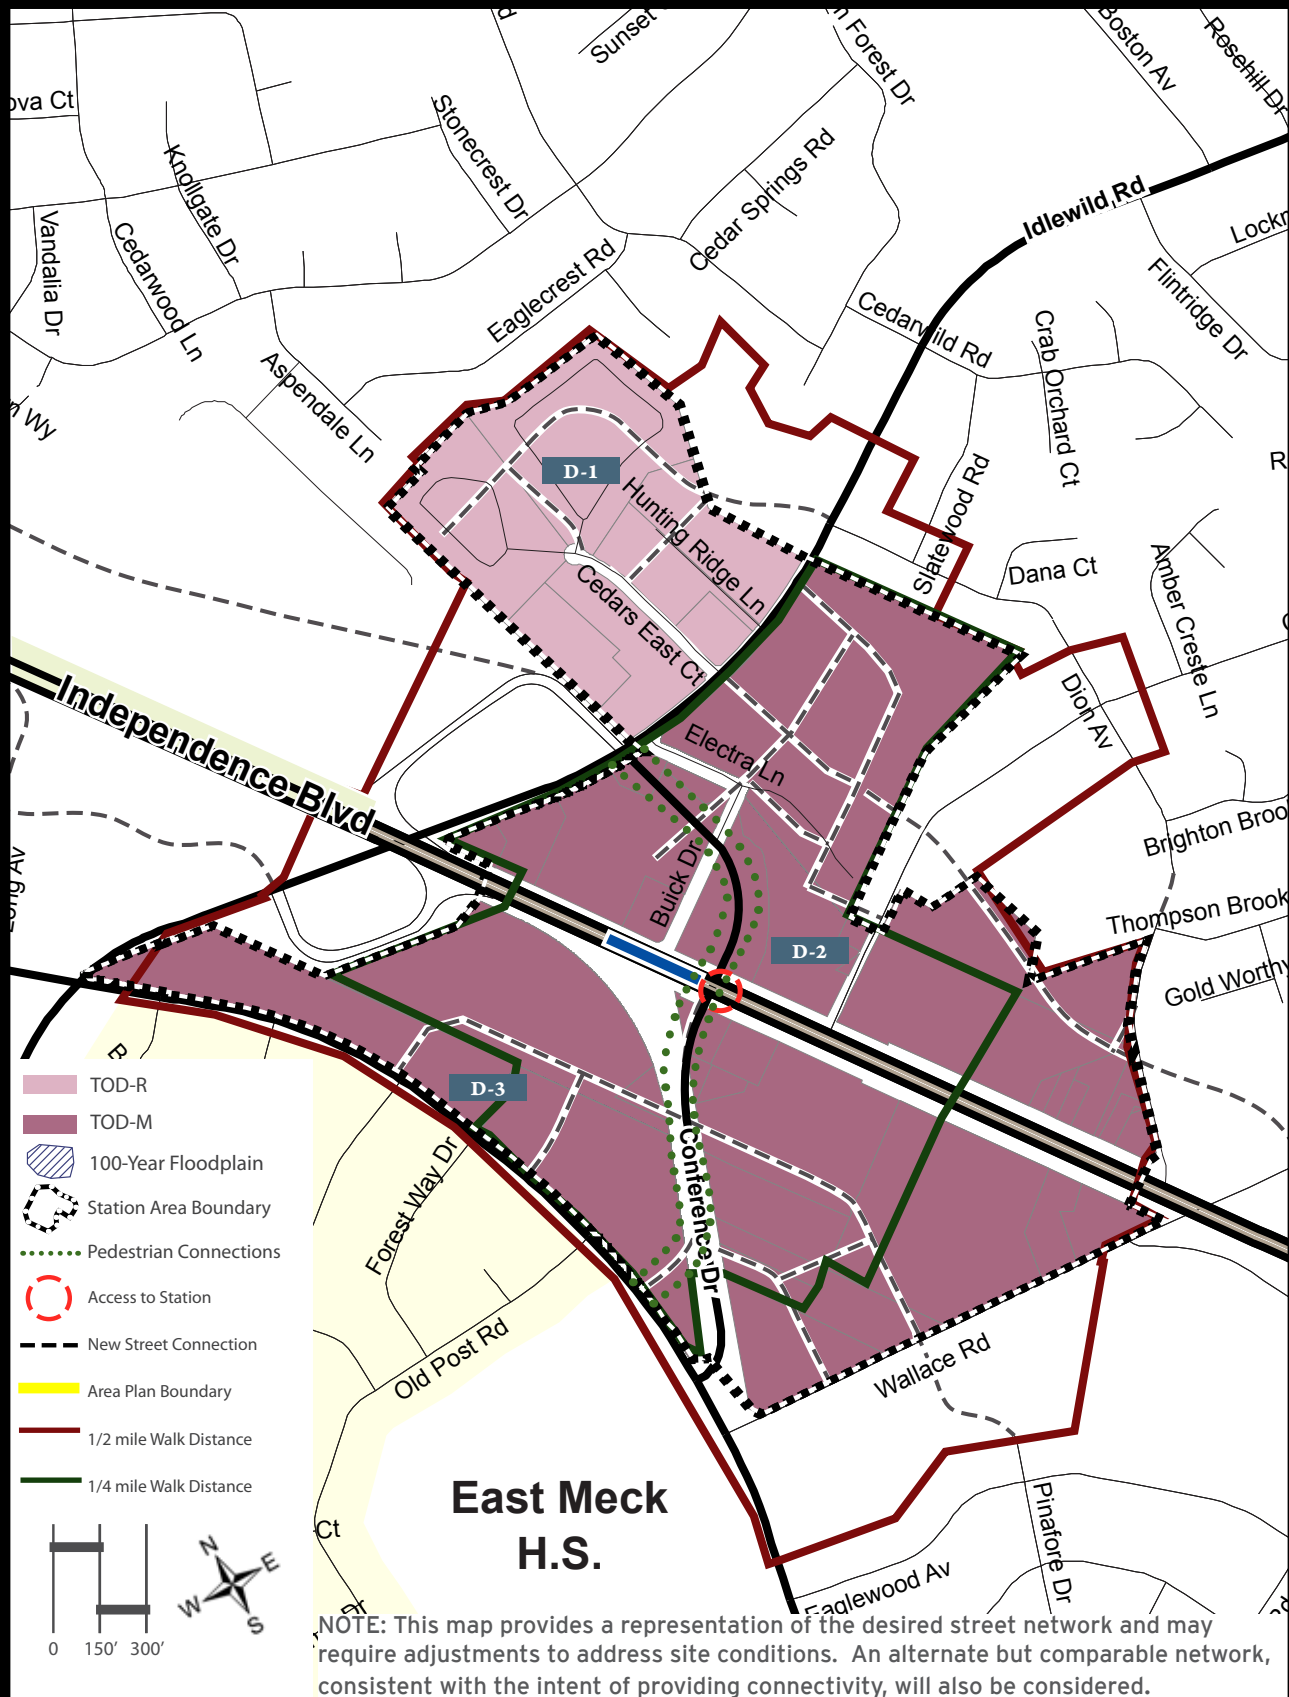 Sunset
Forest Dr
Boston Av
Rosehill Dr
ova Ct
Stonecrest Dr
Knollgate Dr
Cedar Springs Rd
Idlewild Rd
Vandalia Dr
Cedarwood Ln
Eaglecrest Rd
Lockr
Flintridge Dr
Cedarwild Rd
Crab Orchard Ct
Aspendale Ln
n Wy
D-1
Hunting Ridge Ln
Slatewood Rd
R
Dana Ct
Amber Creste Ln
Cedars East Ct
Independence Blvd
Electra Ln
Dion Av
Brighton Broo
Buick Dr
Long Av
D-2
Thompson Brook
Gold Worthy
D-3
Forest Way Dr
Conference Dr
Old Post Rd
Wallace Rd
TOD-R
TOD-M
100-Year Floodplain
Station Area Boundary
Pedestrian Connections
Access to Station
New Street Connection
Area Plan Boundary
1/2 mile Walk Distance
1/4 mile Walk Distance
East Meck
H.S.
Ct
Dr
Pinafore Dr
Eaglewood Av
N
E
W
S
0 150' 300'
NOTE: This map provides a representation of the desired street network and may
require adjustments to address site conditions. An alternate but comparable network,
consistent with the intent of providing connectivity, will also be considered.